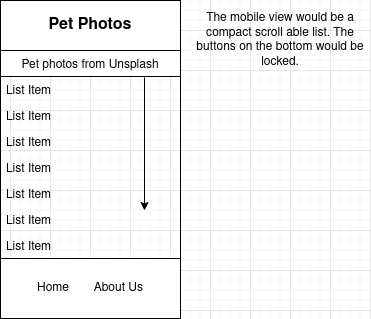 Pet Photos
Pet photos from Unsplash
List Item
List Item
List Item
List Item
List Item
List Item
List Item
Home About Us
The mobile view would be a
compact scroll able list. The
buttons on the bottom would be
locked.